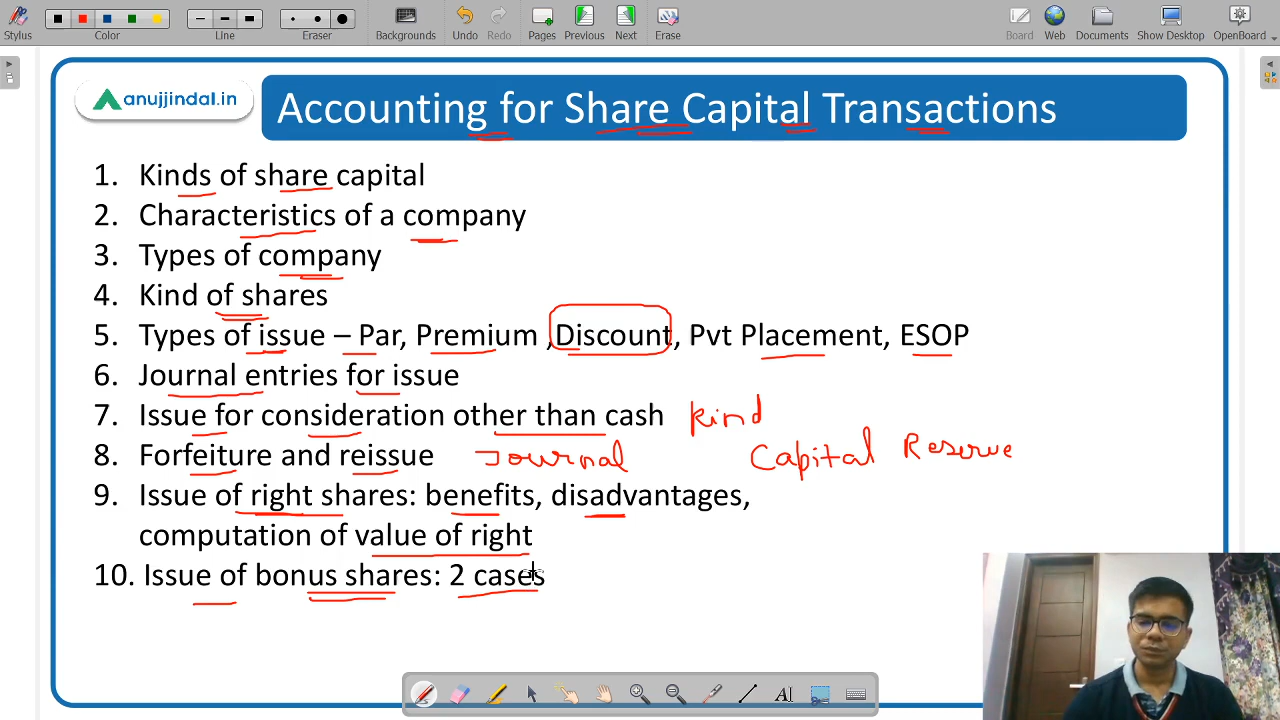 Stylus
Color
Line
Eraser
Backgrounds
Undo
Redo
Pages
Previous
Next
Erase
Board
Web
Documents
Show Desktop
OpenBoard
anujjindal.in
Accounting for Share Capital Transactions
1. Kinds of share capital
2. Characteristics of a company
3. Types of company
4. Kind of shares
5. Types of issue – Par, Premium ,Discount, Pvt Placement, ESOP
6. Journal entries for issue
7. Issue for consideration other than cash kind
8. Forfeiture and reissue Journal Capital Reserve
9. Issue of right shares: benefits, disadvantages,
computation of value of right
10. Issue of bonus shares: 2 cases